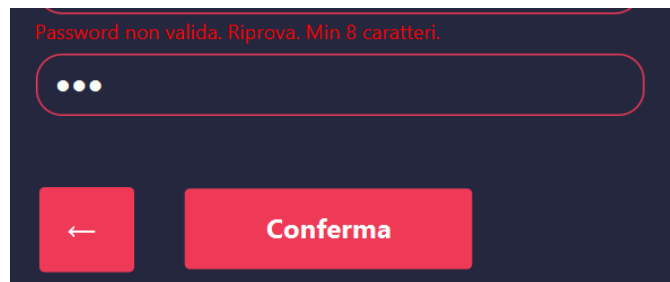 Password non valida. Riprova. Min 8 caratteri.
●●●
← Conferma